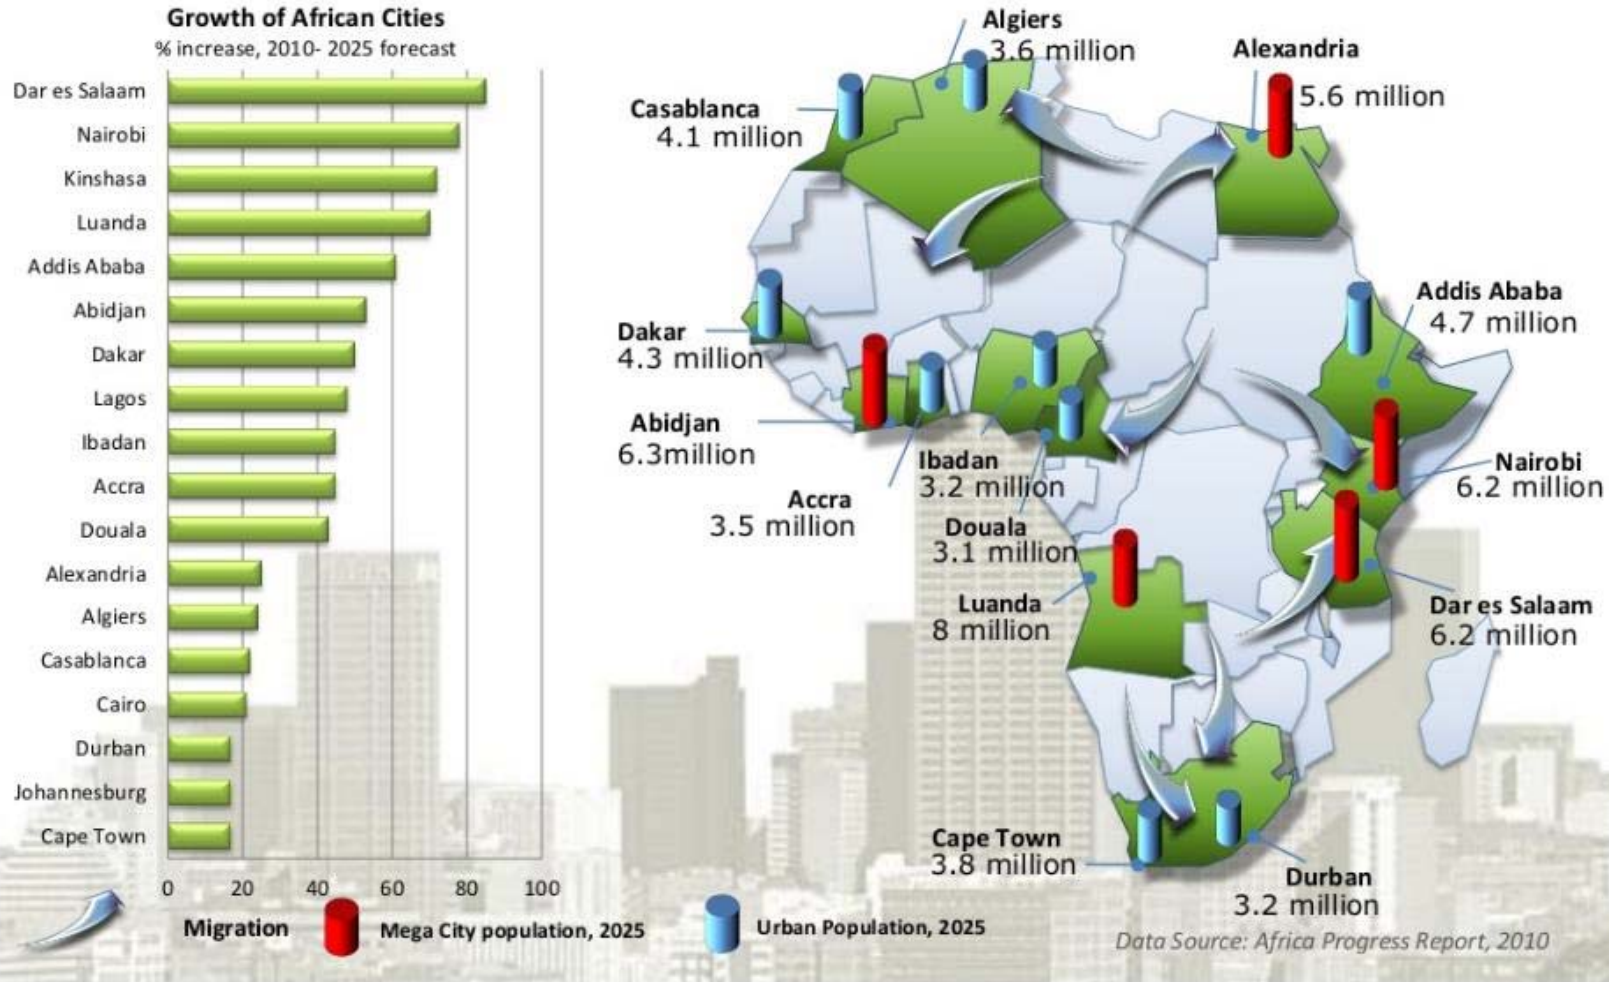 Growth of African Cities
% increase, 2010- 2025 forecast
Dar es Salaam
Nairobi
Kinshasa
Luanda
Addis Ababa
Abidjan
Dakar
Lagos
Ibadan
Accra
Douala
Alexandria
Algiers
Casablanca
Cairo
Durban
Johannesburg
Cape Town
0 20 40 60 80 100
Migration
Mega City population, 2025
Urban Population, 2025
Algiers
3.6 million
Alexandria
5.6 million
Casablanca
4.1 million
Addis Ababa
4.7 million
Dakar
4.3 million
Abidjan
6.3million
Ibadan
3.2 million
Nairobi
6.2 million
Accra
3.5 million
Douala
3.1 million
Luanda
8 million
Dar es Salaam
6.2 million
Cape Town
3.8 million
Durban
3.2 million
Data Source: Africa Progress Report, 2010